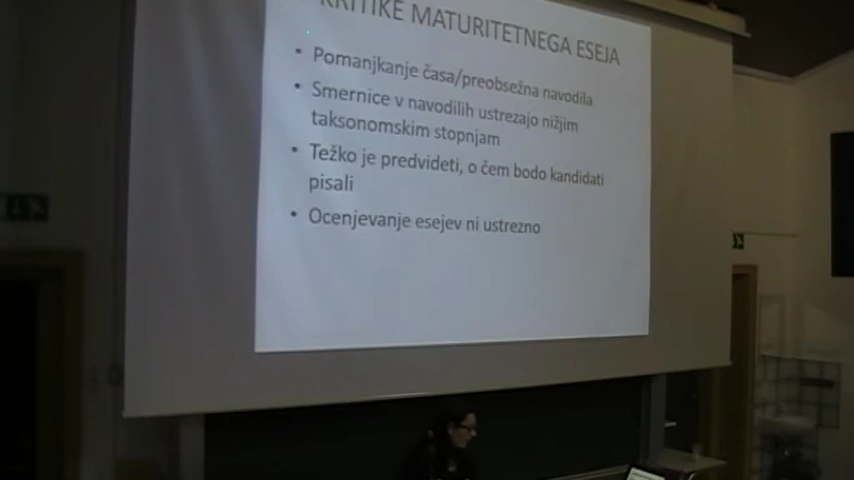 KRITIKE MATURITETNEGA ESEJA
• Pomanjkanje časa/preobsežna navodila
• Smernice v navodilih ustrezajo nižjim
taksonomskim stopnjam
• Težko je predvideti, o čem bodo kandidati
pisali
• Ocenjevanje esejev ni ustrezno